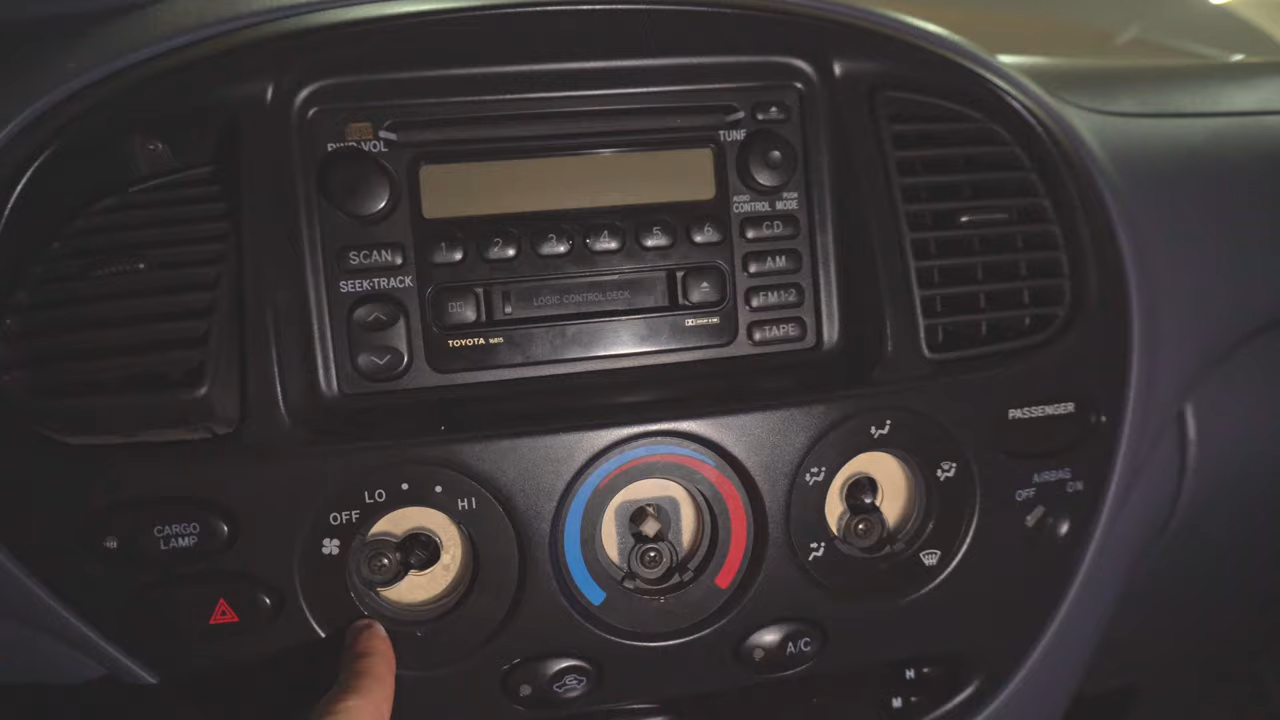 PWR·VOL
TUNE
AUDIO PUSH
CONTROL MODE
1 2 3 4 5 6
CD
SCAN
AM
SEEK·TRACK
LOGIC CONTROL DECK
FM1·2
TOYOTA 16815
TAPE
PASSENGER
AIRBAG
OFF ON
LO HI
OFF
CARGO
LAMP
A/C
H
M